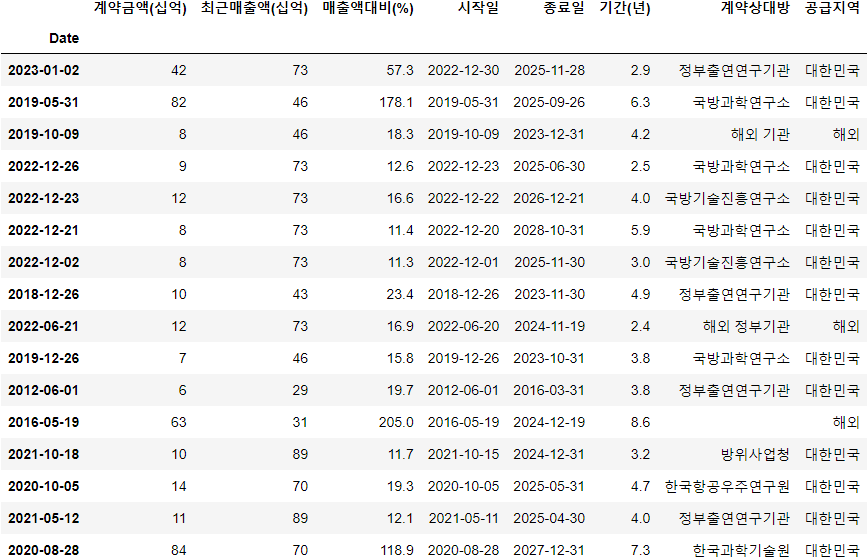 계약금액(십억) 최근매출액(십억) 매출액대비(%) 시작일 종료일 기간(년) 계약상대방 공급지역
Date
2023-01-02 42 73 57.3 2022-12-30 2025-11-28 2.9 정부출연연구기관 대한민국
2019-05-31 82 46 178.1 2019-05-31 2025-09-26 6.3 국방과학연구소 대한민국
2019-10-09 8 46 18.3 2019-10-09 2023-12-31 4.2 해외 기관 해외
2022-12-26 9 73 12.6 2022-12-23 2025-06-30 2.5 국방과학연구소 대한민국
2022-12-23 12 73 16.6 2022-12-22 2026-12-21 4.0 국방기술진흥연구소 대한민국
2022-12-21 8 73 11.4 2022-12-20 2028-10-31 5.9 국방과학연구소 대한민국
2022-12-02 8 73 11.3 2022-12-01 2025-11-30 3.0 국방기술진흥연구소 대한민국
2018-12-26 10 43 23.4 2018-12-26 2023-11-30 4.9 정부출연연구기관 대한민국
2022-06-21 12 73 16.9 2022-06-20 2024-11-19 2.4 해외 정부기관 해외
2019-12-26 7 46 15.8 2019-12-26 2023-10-31 3.8 국방과학연구소 대한민국
2012-06-01 6 29 19.7 2012-06-01 2016-03-31 3.8 정부출연연구기관 대한민국
2016-05-19 63 31 205.0 2016-05-19 2024-12-19 8.6 해외
2021-10-18 10 89 11.7 2021-10-15 2024-12-31 3.2 방위사업청 대한민국
2020-10-05 14 70 19.3 2020-10-05 2025-05-31 4.7 한국항공우주연구원 대한민국
2021-05-12 11 89 12.1 2021-05-11 2025-04-30 4.0 정부출연연구기관 대한민국
2020-08-28 84 70 118.9 2020-08-28 2027-12-31 7.3 한국과학기술원 대한민국